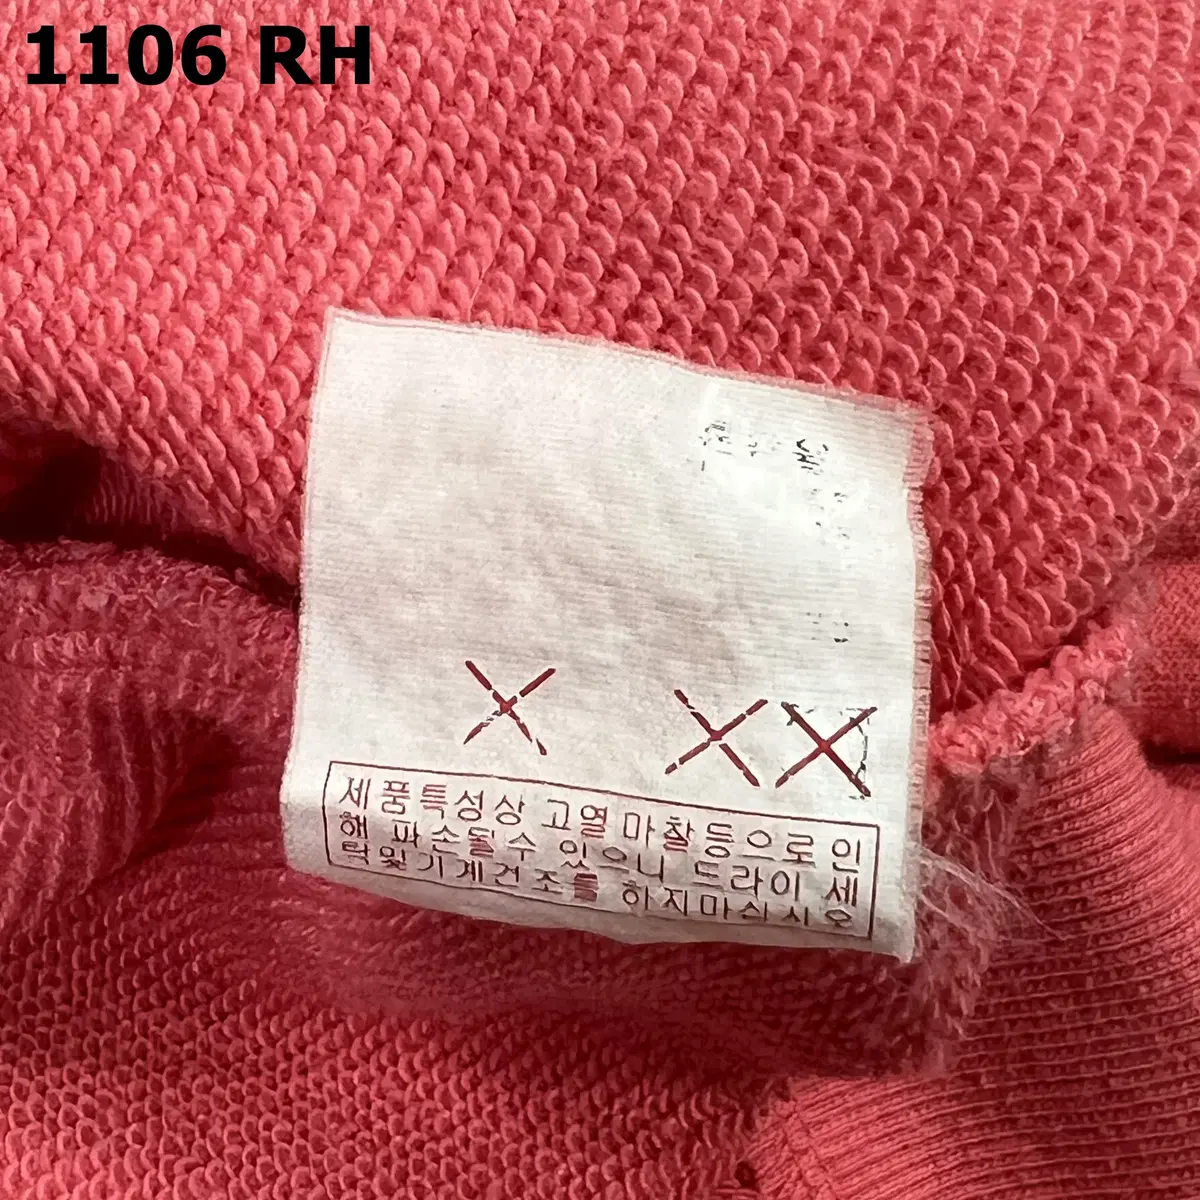 1106 RH
제품특성상 고열마찰등으로 인
해 파손될수 있으니 드라이 세
탁및기계건조를 하지마십시오